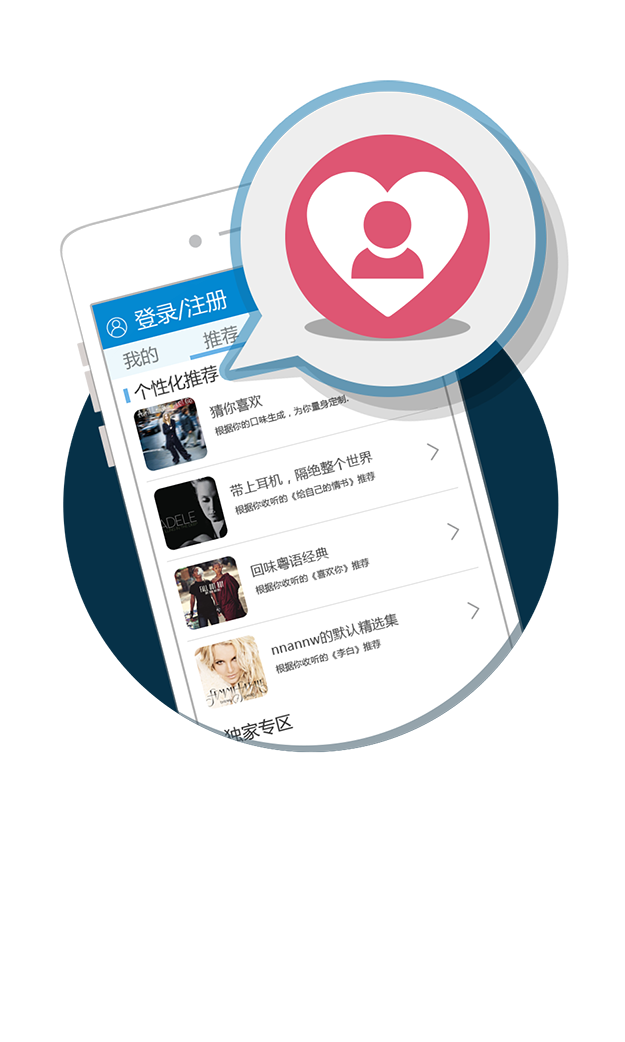 登录/注册
我的
推荐
个性化推荐
猜你喜欢
根据你的口味生成，为你量身定制.
带上耳机，隔绝整个世界
根据你收听的《给自己的情书》推荐
ADELE
回味粤语经典
根据你收听的《喜欢你》推荐
FALL OUT BOY
nnannw的默认精选集
根据你收听的《李白》推荐
FEMME FATALE
独家专区